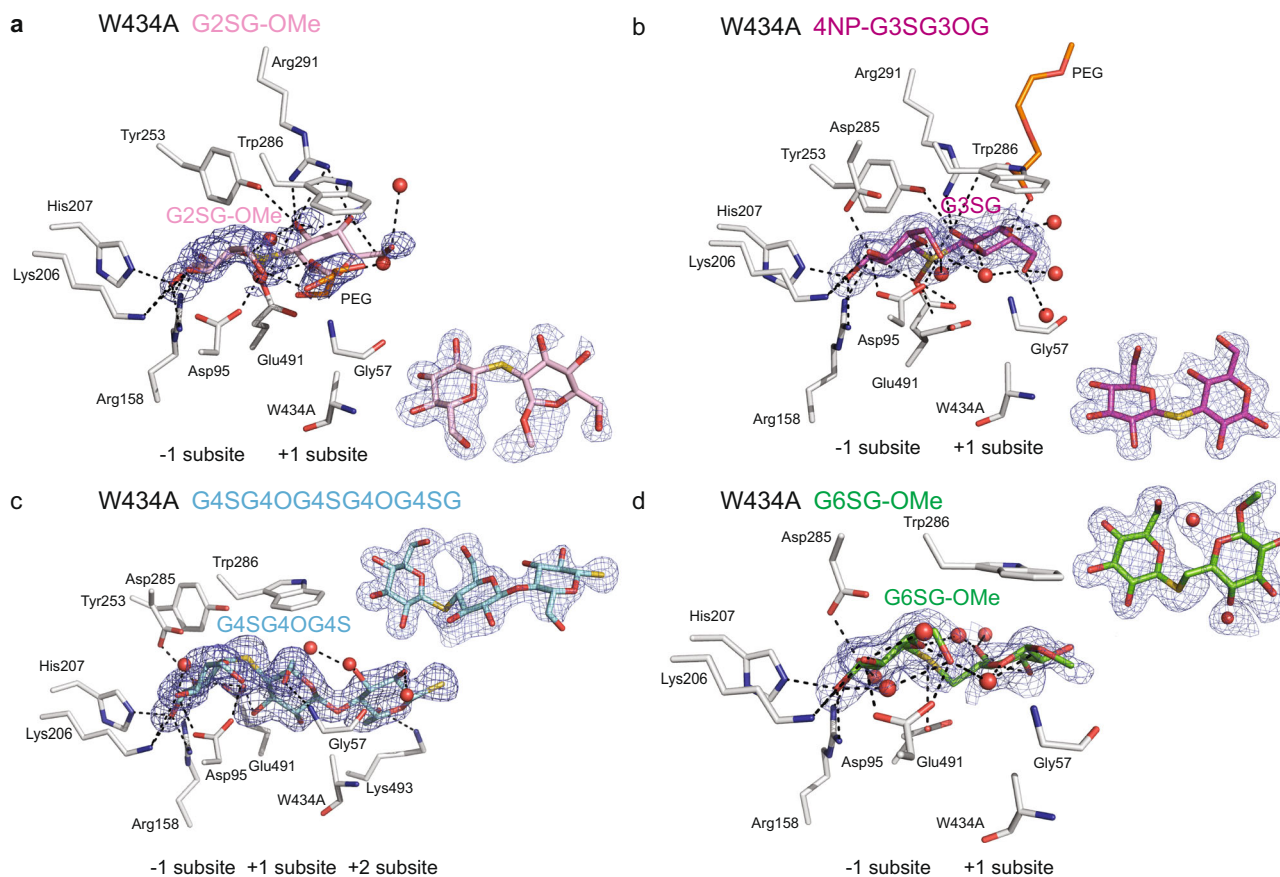 a
W434A G2SG-OMe
Arg291
Tyr253
Trp286
His207
G2SG-OMe
Lys206
PEG
Asp95
Glu491
Gly57
Arg158
W434A
-1 subsite +1 subsite
b
W434A 4NP-G3SG3OG
PEG
Arg291
Asp285
Trp286
Tyr253
His207
G3SG
Lys206
Gly57
Asp95
Glu491
W434A
Arg158
-1 subsite +1 subsite
c
W434A G4SG4OG4SG4OG4SG
Trp286
Asp285
Tyr253
G4SG4OG4S
His207
Lys206
Gly57
Asp95 Glu491
W434A Lys493
Arg158
-1 subsite +1 subsite +2 subsite
d
W434A G6SG-OMe
Trp286
Asp285
G6SG-OMe
His207
Lys206
Asp95 Glu491 Gly57
Arg158
W434A
-1 subsite +1 subsite